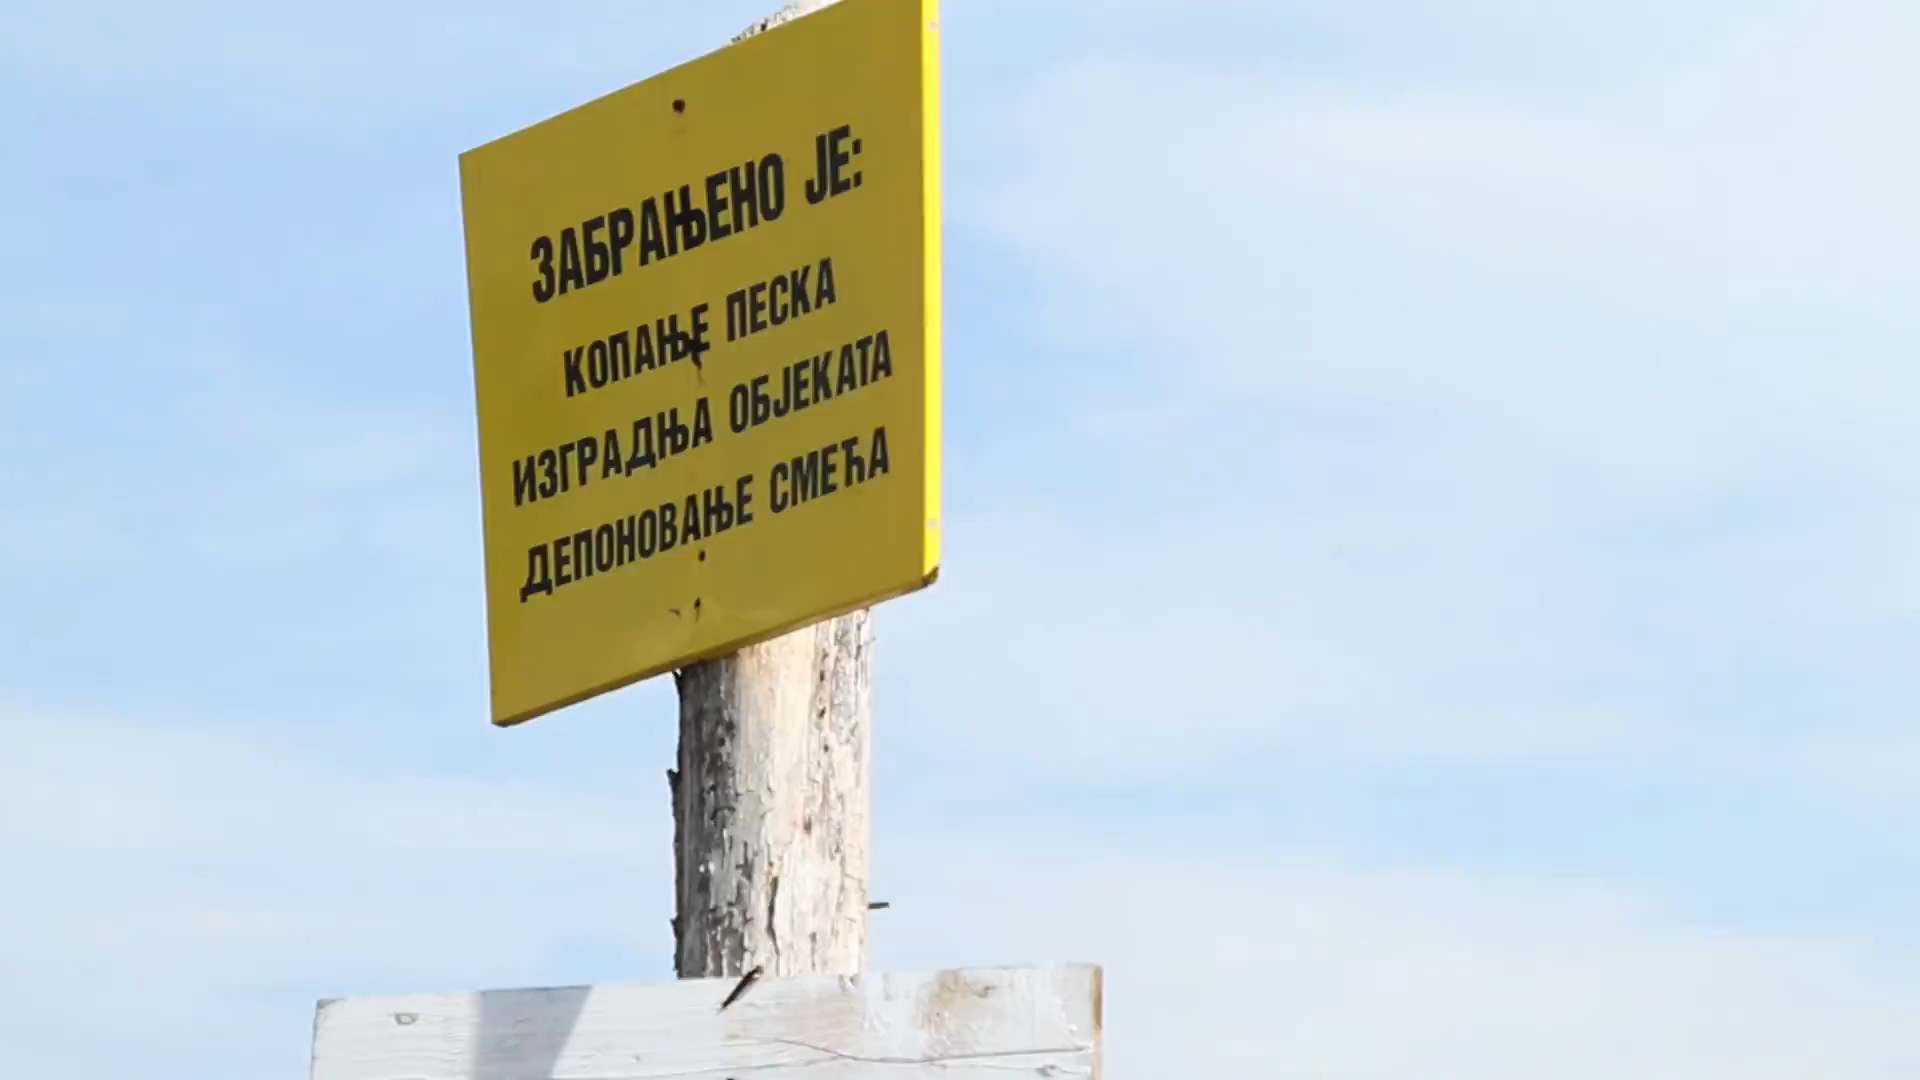 ЗАБРАЊЕНО ЈЕ:
КОПАЊЕ ПЕСКА
ИЗГРАДЊА ОБЈЕКАТА
ДЕПОНОВАЊЕ СМЕЋА